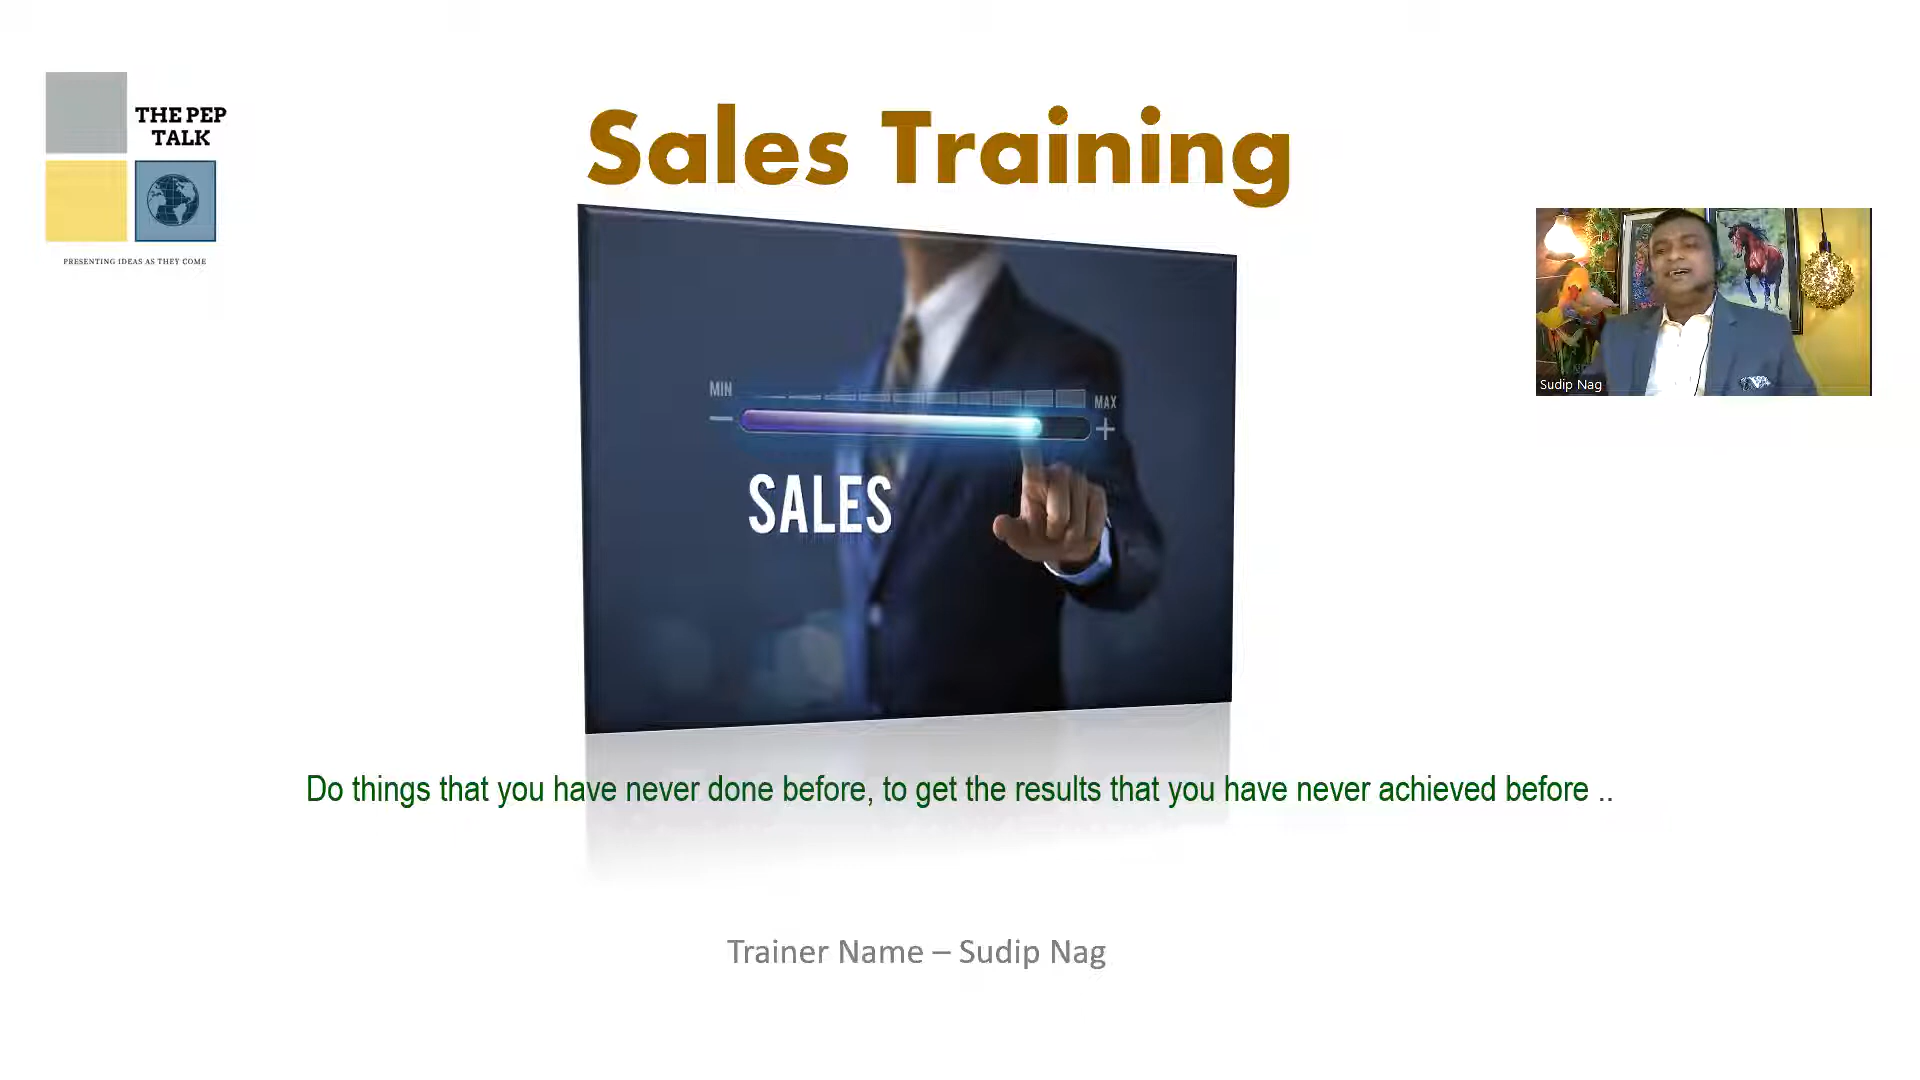 THE PEP
TALK
PRESENTING IDEAS AS THEY COME
Sales Training
MIN
MAX
SALES
Sudip Nag
Do things that you have never done before, to get the results that you have never achieved before ..
Trainer Name – Sudip Nag